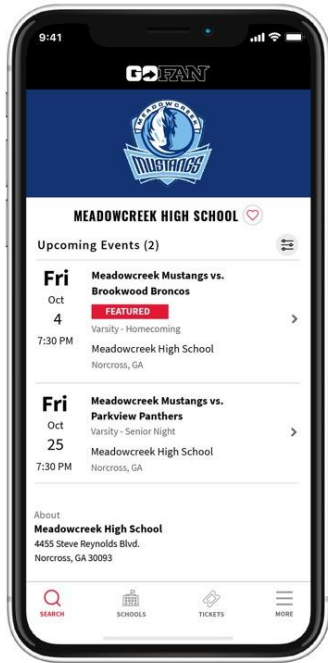 9:41
GOFAN
MEADOWCREEK
MUSTANGS
MEADOWCREEK HIGH SCHOOL
Upcoming Events (2)
Fri
Oct
4
7:30 PM
Meadowcreek Mustangs vs.
Brookwood Broncos
FEATURED
Varsity - Homecoming
Meadowcreek High School
Norcross, GA
Fri
Oct
25
7:30 PM
Meadowcreek Mustangs vs.
Parkview Panthers
Varsity - Senior Night
Meadowcreek High School
Norcross, GA
About
Meadowcreek High School
4455 Steve Reynolds Blvd.
Norcross, GA 30093
SEARCH
SCHOOLS
TICKETS
MORE